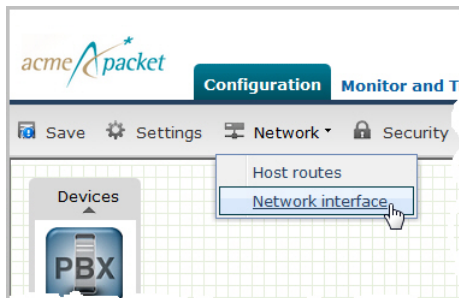 acme packet
Configuration Monitor and T
Save Settings Network Security
Host routes
Network interface
Devices
PBX